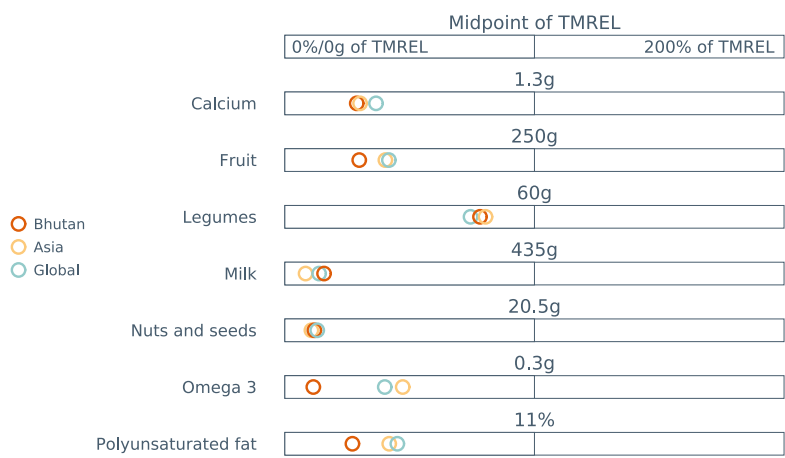 Midpoint of TMREL
0%/0g of TMREL
200% of TMREL
1.3g
Calcium
250g
Fruit
60g
Legumes
435g
Milk
20.5g
Nuts and seeds
0.3g
Omega 3
11%
Polyunsaturated fat
Bhutan
Asia
Global